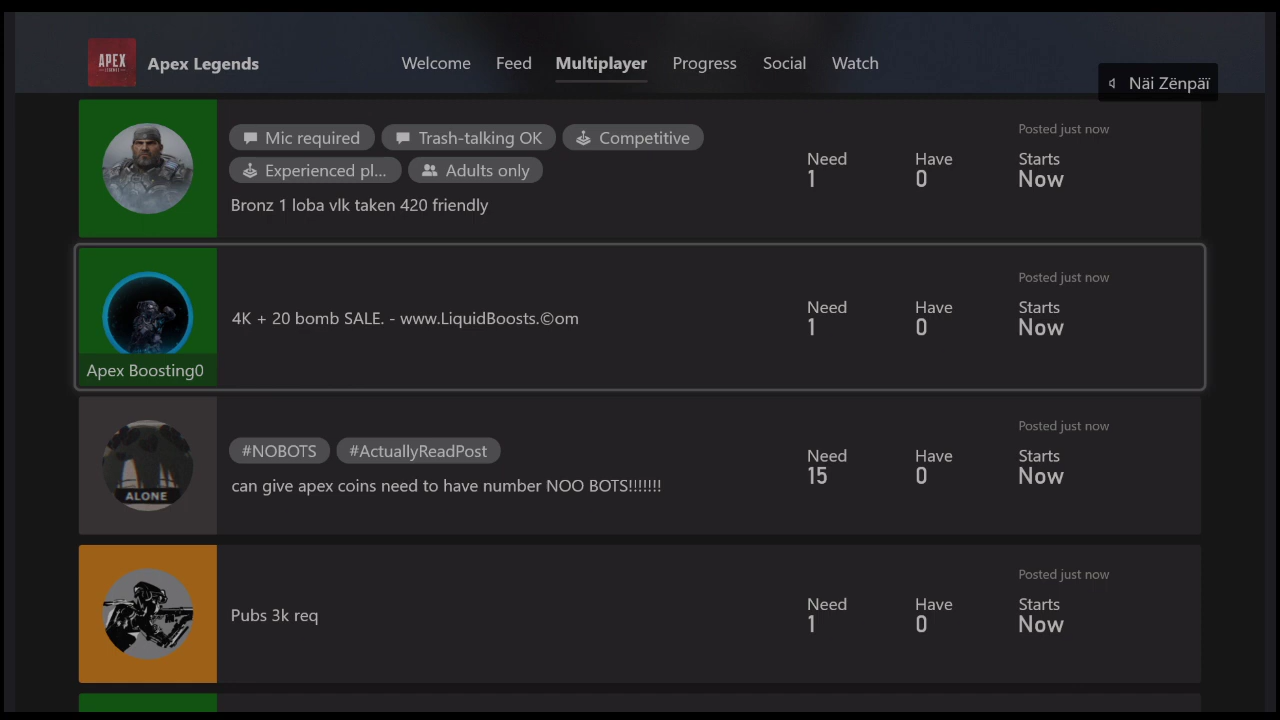 APEX
LEGENDS
Apex Legends
Welcome Feed Multiplayer Progress Social Watch
Näi Zënpäï
Mic required Trash-talking OK Competitive
Experienced pl... Adults only
Bronz 1 loba vlk taken 420 friendly
Need 1
Have 0
Posted just now
Starts Now
4K + 20 bomb SALE. - www.LiquidBoosts.©om
Apex Boosting0
Need 1
Have 0
Posted just now
Starts Now
ALONE
#NOBOTS #ActuallyReadPost
can give apex coins need to have number NOO BOTS!!!!!!!
Need 15
Have 0
Posted just now
Starts Now
Pubs 3k req
Need 1
Have 0
Posted just now
Starts Now